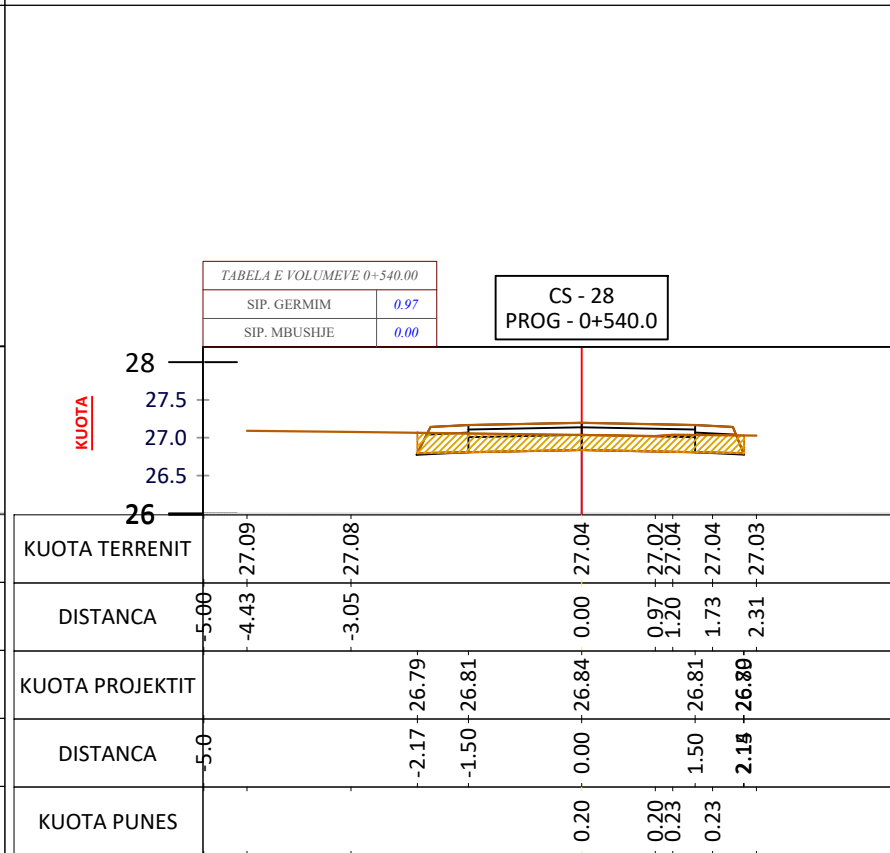 TABELA E VOLUMEVE 0+540.00
SIP. GERMIM 0.97
SIP. MBUSHJE 0.00
CS - 28
PROG - 0+540.0
KUOTA
28
27.5
27.0
26.5
26
KUOTA TERRENIT 27.09 27.08 27.04 27.02 27.04 27.04 27.03
DISTANCA -5.00 -4.43 -3.05 0.00 0.97 1.20 1.73 2.31
KUOTA PROJEKTIT 26.79 26.81 26.84 26.81
DISTANCA -5.0 -2.17 -1.50 0.00 1.50
KUOTA PUNES 0.20 0.20 0.23 0.23